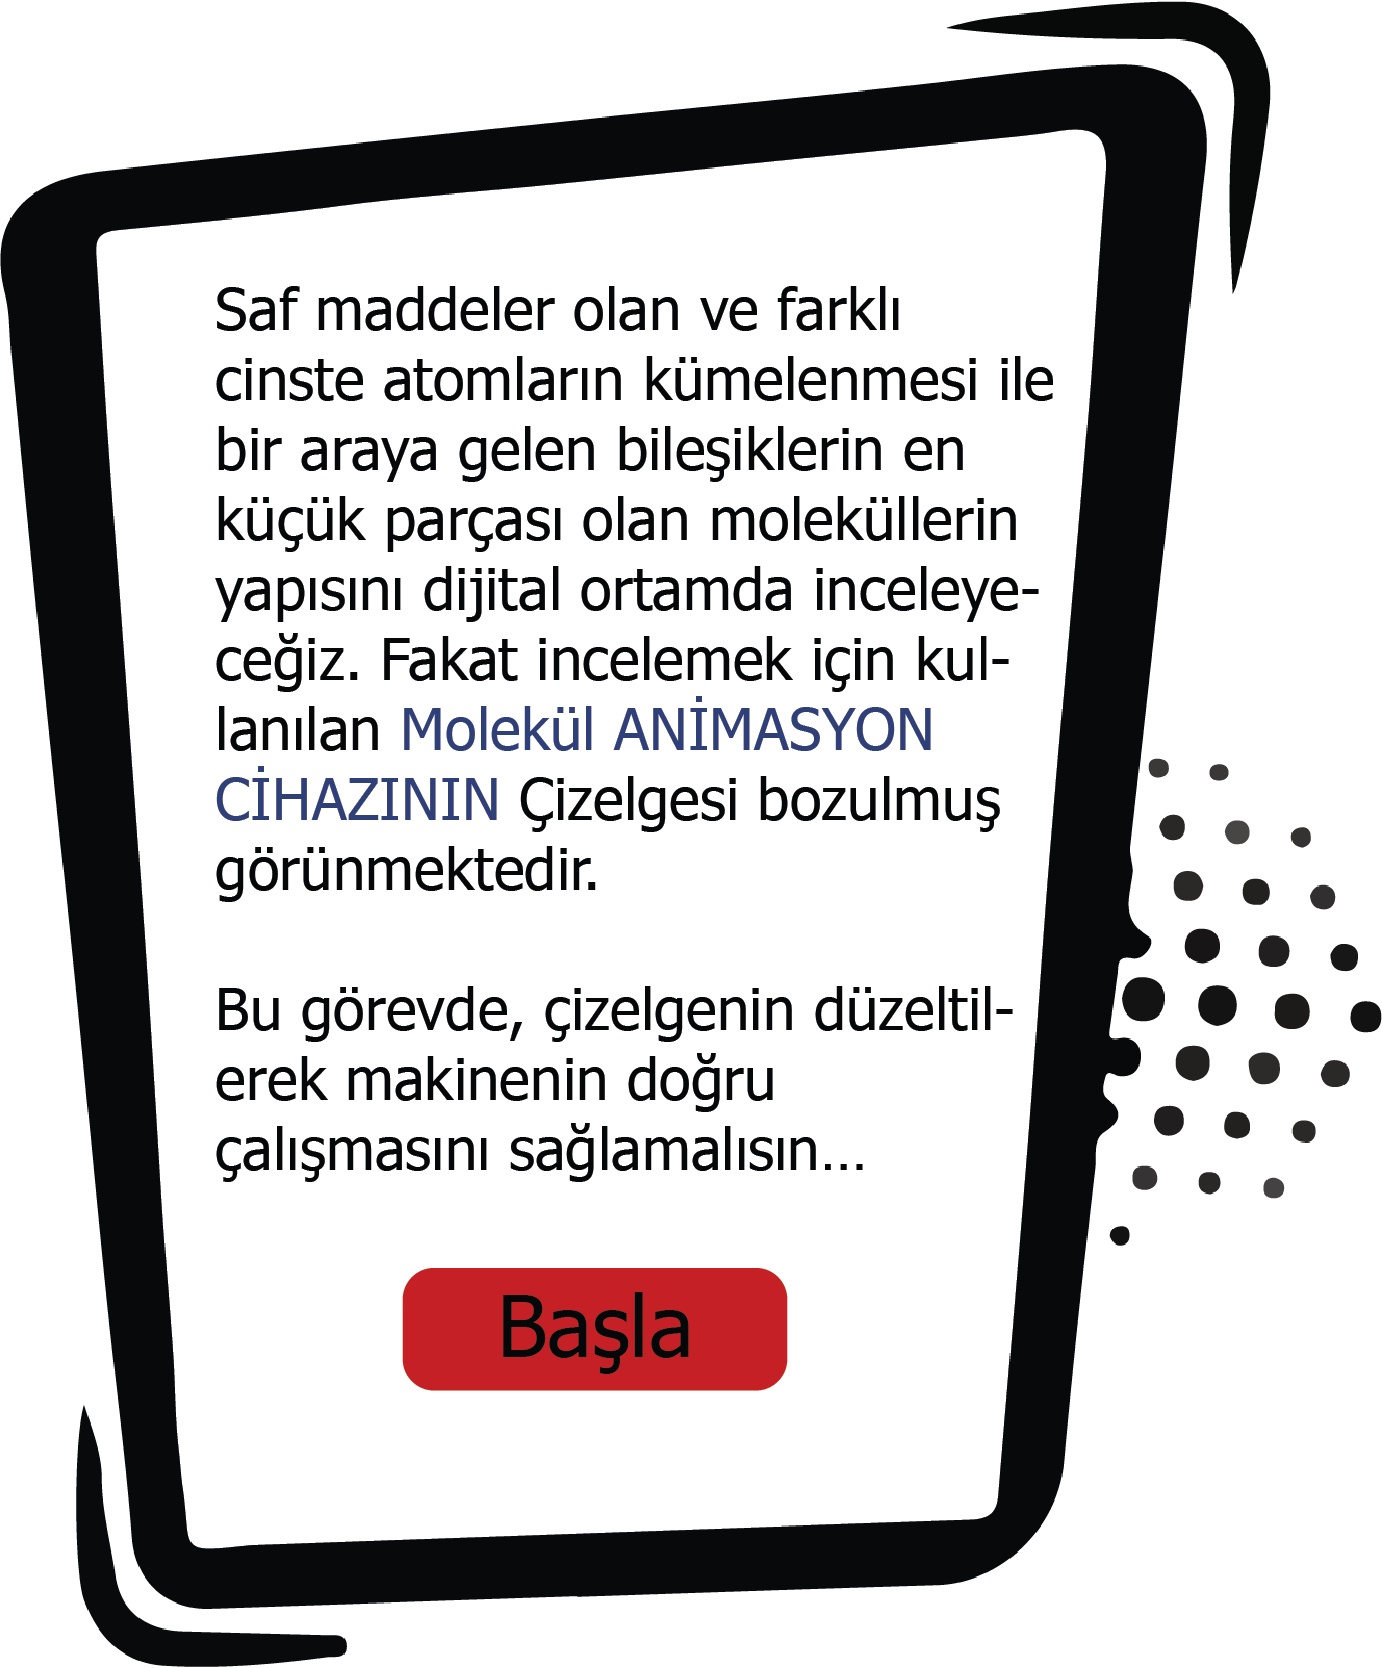 Saf maddeler olan ve farklı
cinste atomların kümelenmesi ile
bir araya gelen bileşiklerin en
küçük parçası olan moleküllerin
yapısını dijital ortamda inceleye-
ceğiz. Fakat incelemek için kul-
lanılan Molekül ANİMASYON
CİHAZININ Çizelgesi bozulmuş
görünmektedir.
Bu görevde, çizelgenin düzeltil-
erek makinenin doğru
çalışmasını sağlamalısın...
Başla